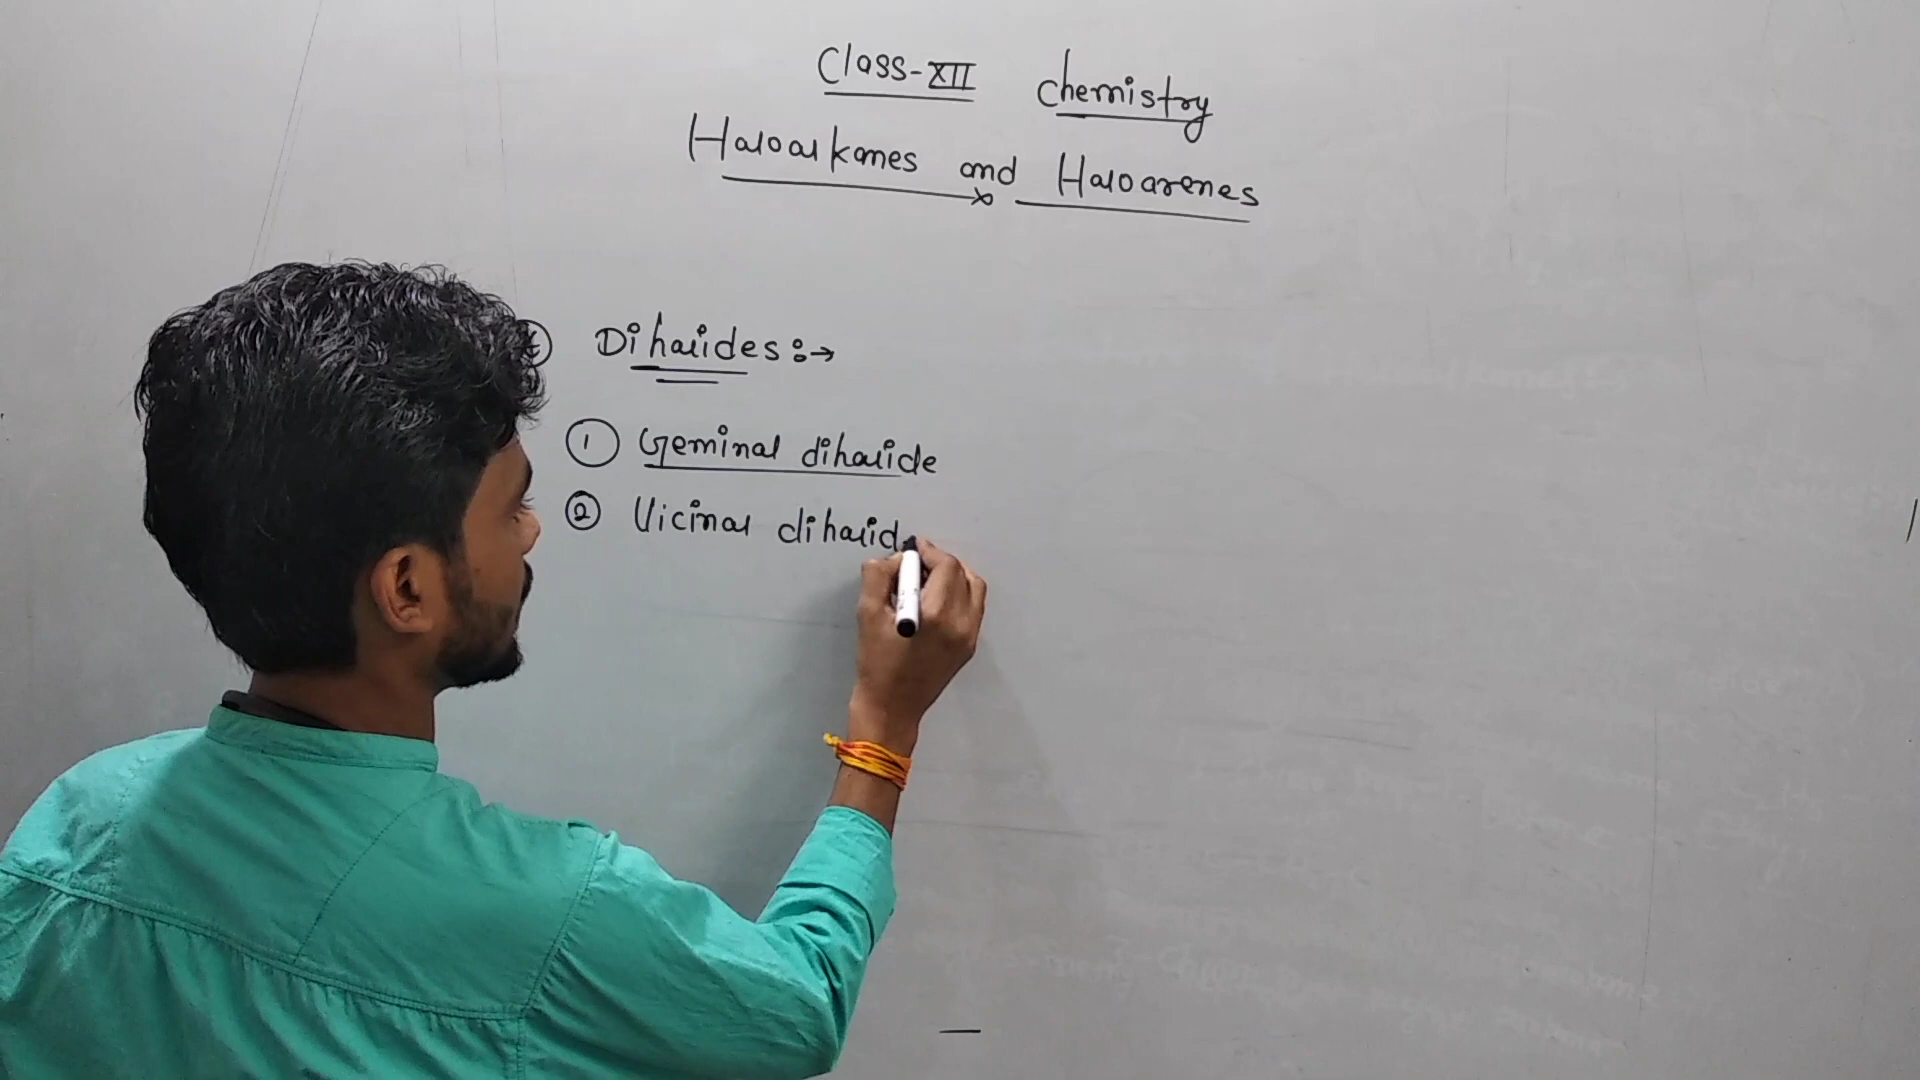 Class-XII Chemistry
Haloalkanes and Haloarenes
Dihalides :→
① Geminal dihalide
② Vicinal dihalid